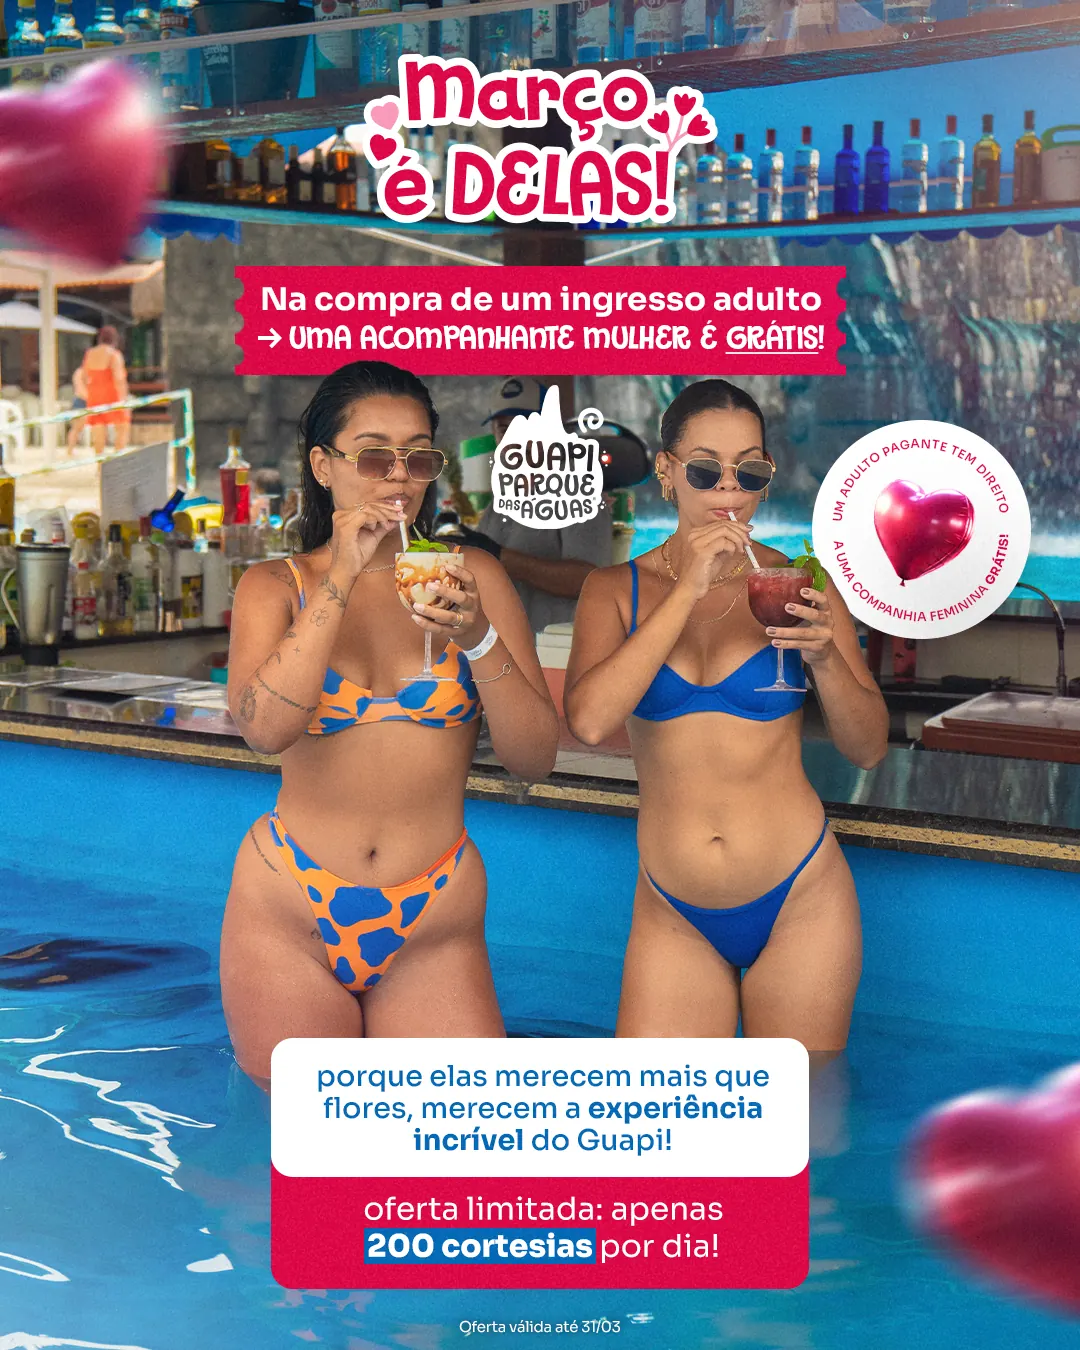 março
é DELAS!
Na compra de um ingresso adulto
→ UMA ACOMPANHANTE MULHER É GRÁTIS!
GUAPI
PARQUE
DAS ÁGUAS
UM ADULTO PAGANTE TEM DIREITO
A UMA COMPANHIA FEMININA GRÁTIS!
porque elas merecem mais que
flores, merecem a experiência
incrível do Guapi!
oferta limitada: apenas
200 cortesias por dia!
Oferta válida até 31/03